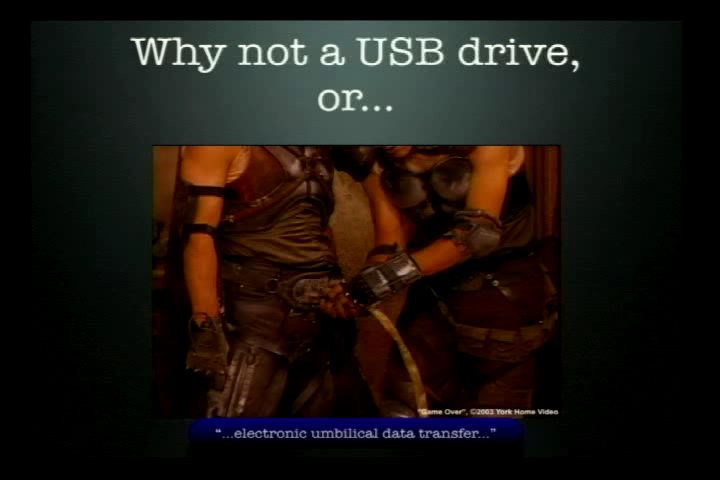 Why not a USB drive,
or...
"Game Over", ©2003 York Home Video
"...electronic umbilical data transfer..."